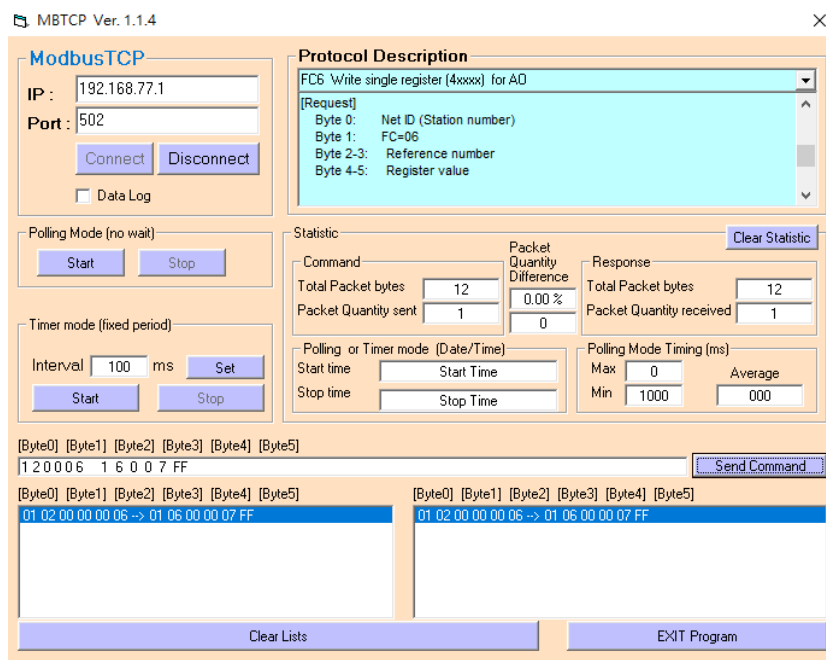 MBTCP Ver. 1.1.4
ModbusTCP
IP : 192.168.77.1
Port : 502
Connect Disconnect
Data Log
Protocol Description
FC6 Write single register (4xxxx) for AO
[Request]
Byte 0: Net ID (Station number)
Byte 1: FC=06
Byte 2-3: Reference number
Byte 4-5: Register value
Polling Mode (no wait)
Start Stop
Timer mode (fixed period)
Interval 100 ms Set
Start Stop
Statistic
Clear Statistic
Command
Total Packet bytes 12
Packet Quantity sent 1
Packet
Quantity
Difference
0.00 %
0
Response
Total Packet bytes 12
Packet Quantity received 1
Polling or Timer mode (Date/Time)
Start time Start Time
Stop time Stop Time
Polling Mode Timing (ms)
Max 0 Average
Min 1000 000
[Byte0] [Byte1] [Byte2] [Byte3] [Byte4] [Byte5]
1 2 0 0 0 6 1 6 0 0 7 FF Send Command
[Byte0] [Byte1] [Byte2] [Byte3] [Byte4] [Byte5]
01 02 00 00 00 06 --> 01 06 00 00 07 FF
[Byte0] [Byte1] [Byte2] [Byte3] [Byte4] [Byte5]
01 02 00 00 00 06 --> 01 06 00 00 07 FF
Clear Lists EXIT Program